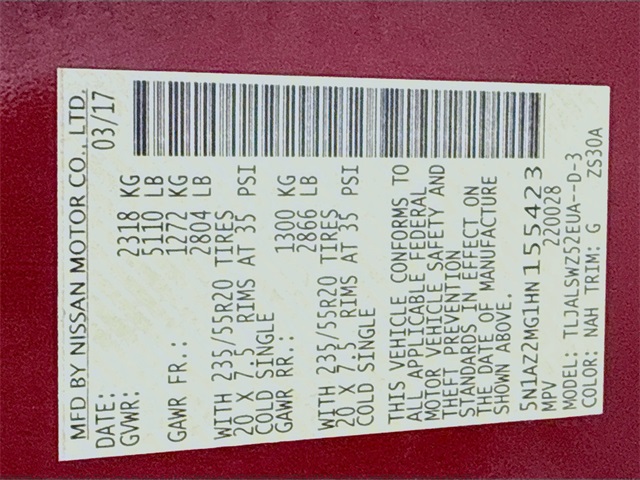 MFD BY NISSAN MOTOR CO., LTD.
DATE: 03/17
GVWR: 2318 KG
5110 LB
GAWR FR.: 1272 KG
2804 LB
WITH 235/55R20 TIRES
20 X 7.5 RIMS AT 35 PSI
COLD SINGLE
GAWR RR.: 1300 KG
2866 LB
WITH 235/55R20 TIRES
20 X 7.5 RIMS AT 35 PSI
COLD SINGLE
THIS VEHICLE CONFORMS TO
ALL APPLICABLE FEDERAL
MOTOR VEHICLE SAFETY AND
THEFT PREVENTION
STANDARDS IN EFFECT ON
THE DATE OF MANUFACTURE
SHOWN ABOVE.
5N1AZ2MG1HN155423
MPV 220028
MODEL: TLJALSWZ52EUA--D-3
COLOR: NAH TRIM: G ZS30A